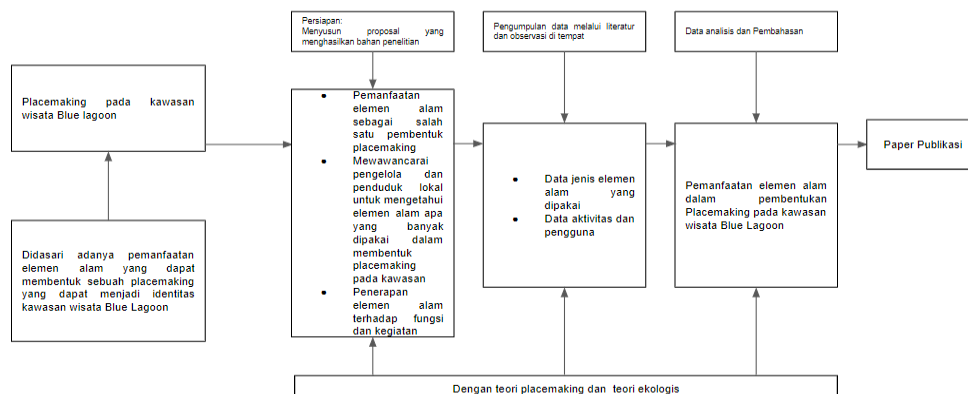 Persiapan:
Menyusun proposal yang
menghasilkan bahan penelitian
Pengumpulan data melalui literatur
dan observasi di tempat
Data analisis dan Pembahasan
Placemaking pada kawasan
wisata Blue lagoon
Didasari adanya pemanfaatan
elemen alam yang dapat
membentuk sebuah placemaking
yang dapat menjadi identitas
kawasan wisata Blue Lagoon
• Pemanfaatan
elemen alam
sebagai salah
satu pembentuk
placemaking
• Mewawancarai
pengelola dan
penduduk lokal
untuk mengetahui
elemen alam apa
yang banyak
dipakai dalam
membentuk
placemaking
pada kawasan
• Penerapan
elemen alam
terhadap fungsi
dan kegiatan
• Data jenis elemen
alam yang
dipakai
• Data aktivitas dan
pengguna
Pemanfaatan elemen alam
dalam pembentukan
Placemaking pada kawasan
wisata Blue Lagoon
Paper Publikasi
Dengan teori placemaking dan teori ekologis